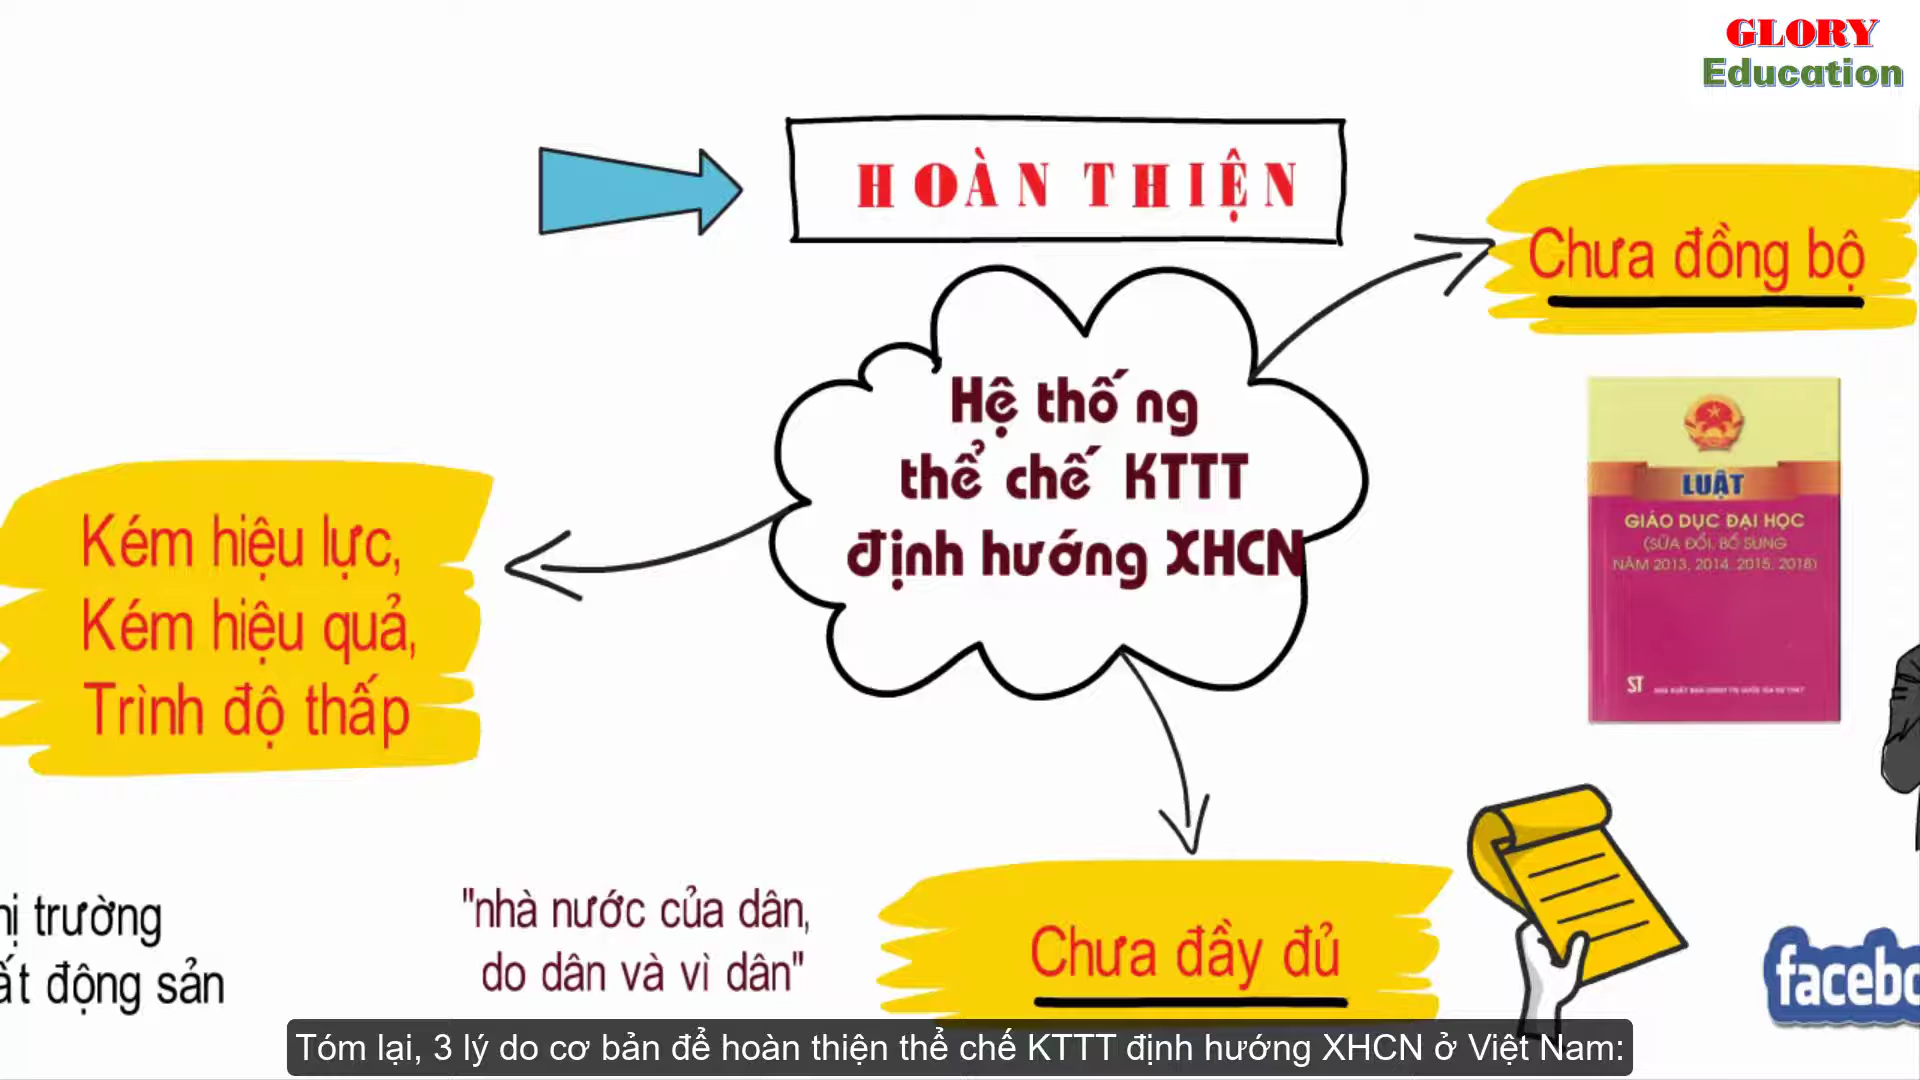 GLORY
Education
HOÀN THIỆN
Chưa đồng bộ
Hệ thống
thể chế KTTT
định hướng XHCN
LUẬT
GIÁO DỤC ĐẠI HỌC
(SỬA ĐỔI, BỔ SUNG
NĂM 2013, 2014, 2015, 2018)
ST
Kém hiệu lực,
Kém hiệu quả,
Trình độ thấp
trường
động sản
"nhà nước của dân,
do dân và vì dân"
Chưa đầy đủ
facebo
Tóm lại, 3 lý do cơ bản để hoàn thiện thể chế KTTT định hướng XHCN ở Việt Nam: